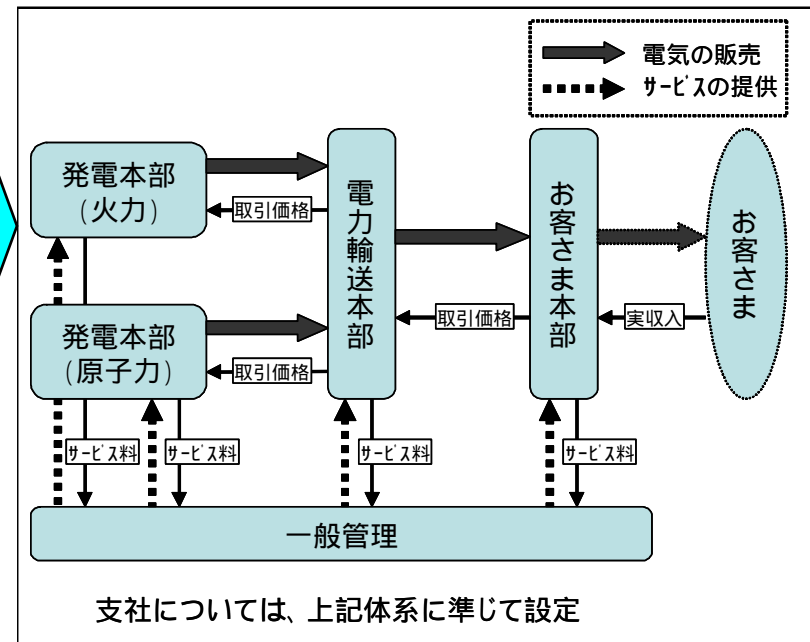 電気の販売
サービスの提供
発電本部
(火力)
取引価格
発電本部
(原子力)
取引価格
電力輸送本部
取引価格
お客さま本部
実収入
お客さま
サービス料
サービス料
サービス料
サービス料
一般管理
支社については、上記体系に準じて設定